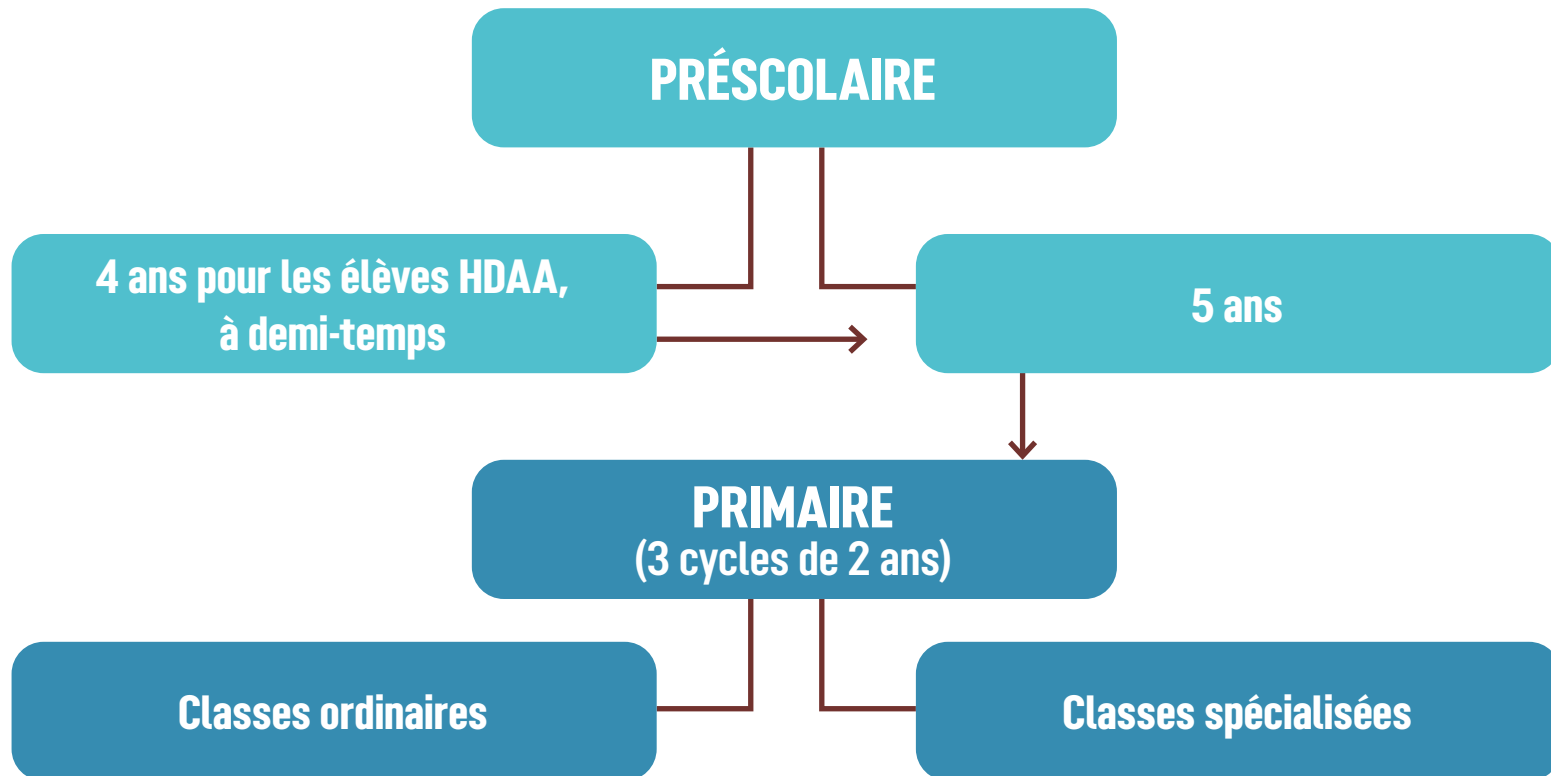 PRÉSCOLAIRE
4 ans pour les élèves HDAA,
à demi-temps
5 ans
PRIMAIRE
(3 cycles de 2 ans)
Classes ordinaires
Classes spécialisées